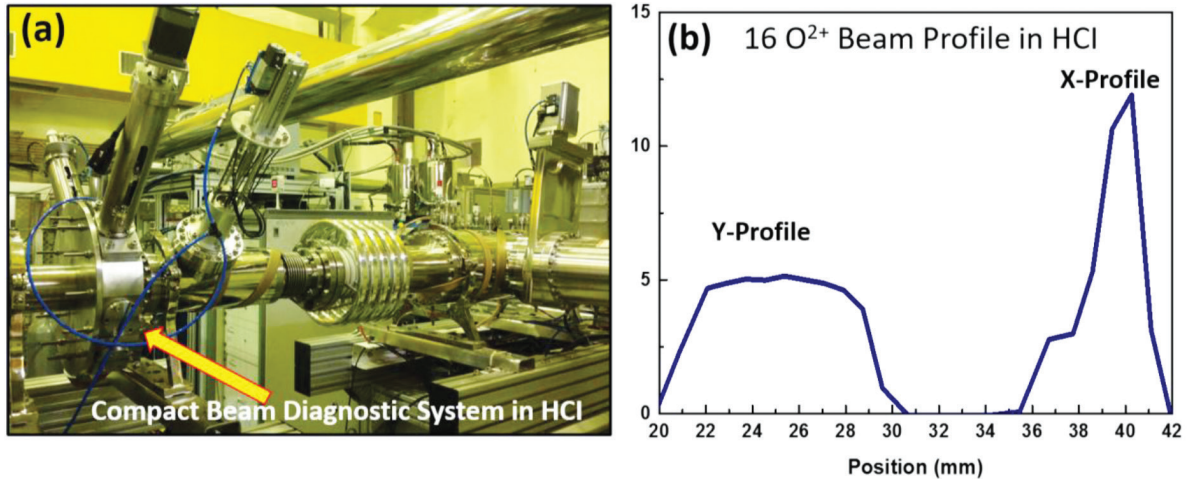 (a)
Compact Beam Diagnostic System in HCI
(b) 16 O²⁺ Beam Profile in HCI
X-Profile
Y-Profile
15
10
5
0
20 22 24 26 28 30 32 34 36 38 40 42
Position (mm)